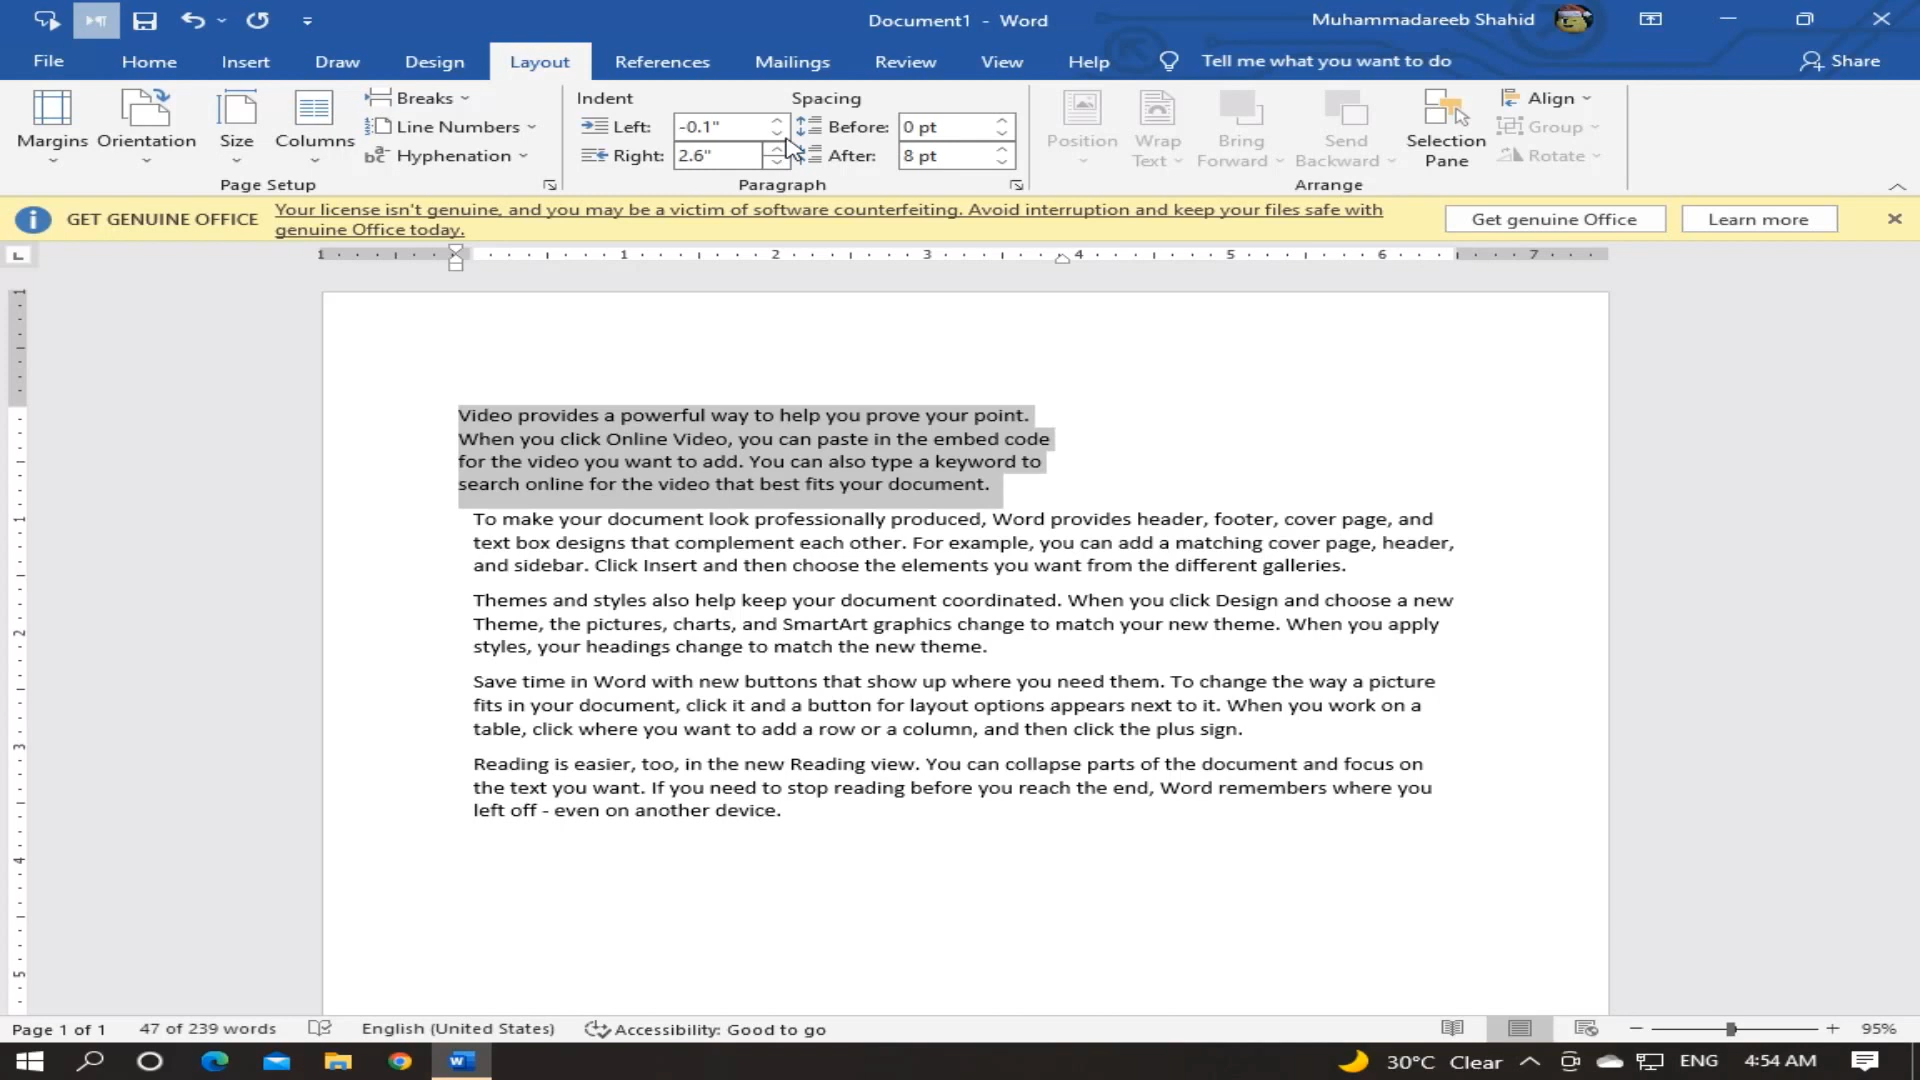 Document1 - Word
Muhammadareeb Shahid
File Home Insert Draw Design Layout References Mailings Review View Help Tell me what you want to do Share
Margins Orientation Size Columns
Breaks
Line Numbers
Hyphenation
Page Setup
Indent
Left: -0.1"
Right: 2.6"
Spacing
Before: 0 pt
After: 8 pt
Paragraph
Position
Wrap
Text
Bring
Forward
Send
Backward
Selection
Pane
Align
Group
Rotate
Arrange
GET GENUINE OFFICE
Your license isn't genuine, and you may be a victim of software counterfeiting. Avoid interruption and keep your files safe with
genuine Office today.
Get genuine Office
Learn more
1 1 2 3 4 5 6 7
Video provides a powerful way to help you prove your point.
When you click Online Video, you can paste in the embed code
for the video you want to add. You can also type a keyword to
search online for the video that best fits your document.
To make your document look professionally produced, Word provides header, footer, cover page, and
text box designs that complement each other. For example, you can add a matching cover page, header,
and sidebar. Click Insert and then choose the elements you want from the different galleries.
Themes and styles also help keep your document coordinated. When you click Design and choose a new
Theme, the pictures, charts, and SmartArt graphics change to match your new theme. When you apply
styles, your headings change to match the new theme.
Save time in Word with new buttons that show up where you need them. To change the way a picture
fits in your document, click it and a button for layout options appears next to it. When you work on a
table, click where you want to add a row or a column, and then click the plus sign.
Reading is easier, too, in the new Reading view. You can collapse parts of the document and focus on
the text you want. If you need to stop reading before you reach the end, Word remembers where you
left off - even on another device.
1
1
2
3
4
5
Page 1 of 1 47 of 239 words English (United States) Accessibility: Good to go 95%
30°C Clear ENG 4:54 AM